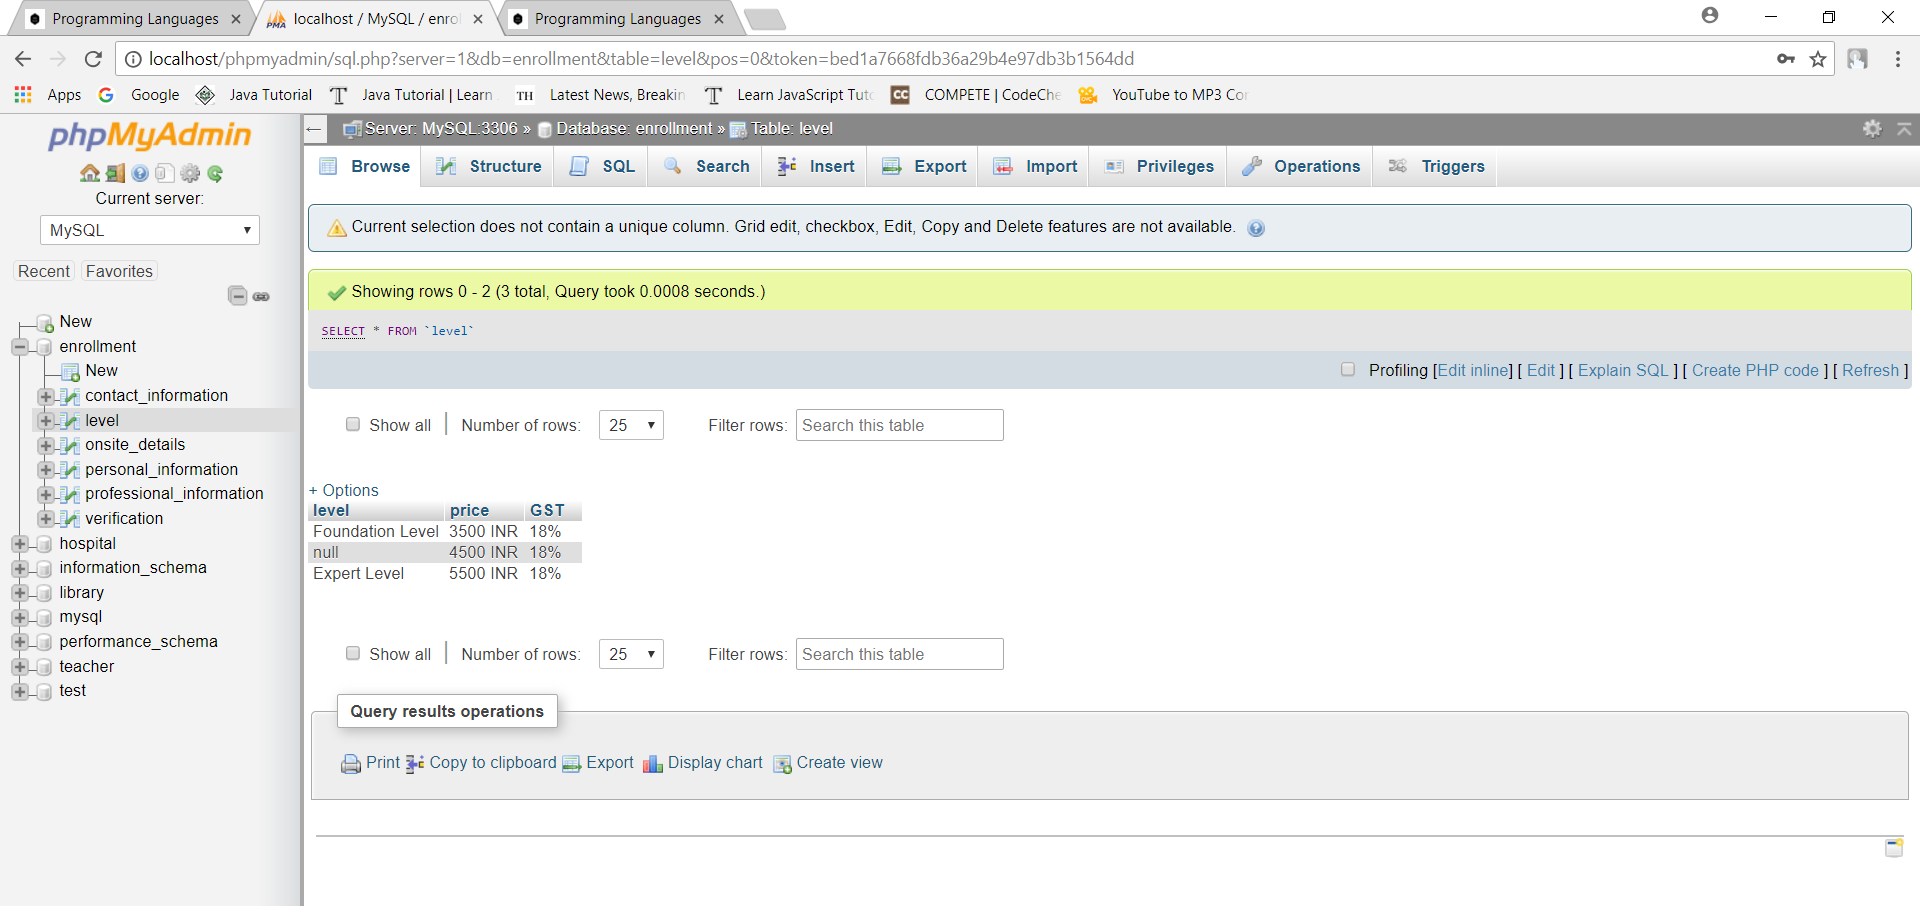 Programming Languages
localhost / MySQL / enrol
Programming Languages
localhost/phpmyadmin/sql.php?server=1&db=enrollment&table=level&pos=0&token=bed1a7668fdb36a29b4e97db3b1564dd
Apps Google Java Tutorial Java Tutorial | Learn TH Latest News, Breakin Learn JavaScript Tuto CC COMPETE | CodeChe YouTube to MP3 Con
phpMyAdmin
Current server:
MySQL
Recent Favorites
New
enrollment
New
contact_information
level
onsite_details
personal_information
professional_information
verification
hospital
information_schema
library
mysql
performance_schema
teacher
test
Server: MySQL:3306 » Database: enrollment » Table: level
Browse Structure SQL Search Insert Export Import Privileges Operations Triggers
Current selection does not contain a unique column. Grid edit, checkbox, Edit, Copy and Delete features are not available.
Showing rows 0 - 2 (3 total, Query took 0.0008 seconds.)
SELECT * FROM `level`
Profiling [Edit inline] [ Edit ] [ Explain SQL ] [ Create PHP code ] [ Refresh ]
Show all | Number of rows: 25 Filter rows: Search this table
+ Options
level price GST
Foundation Level 3500 INR 18%
null 4500 INR 18%
Expert Level 5500 INR 18%
Show all | Number of rows: 25 Filter rows: Search this table
Query results operations
Print Copy to clipboard Export Display chart Create view